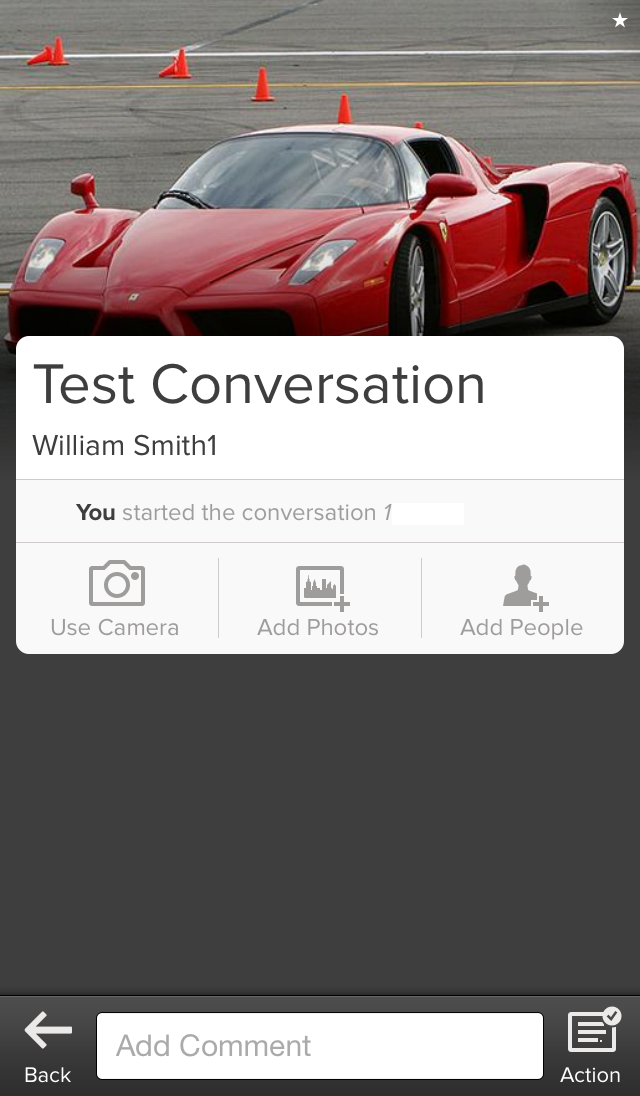 Test Conversation
William Smith1
You started the conversation 1
Use Camera
Add Photos
Add People
Back
Add Comment
Action